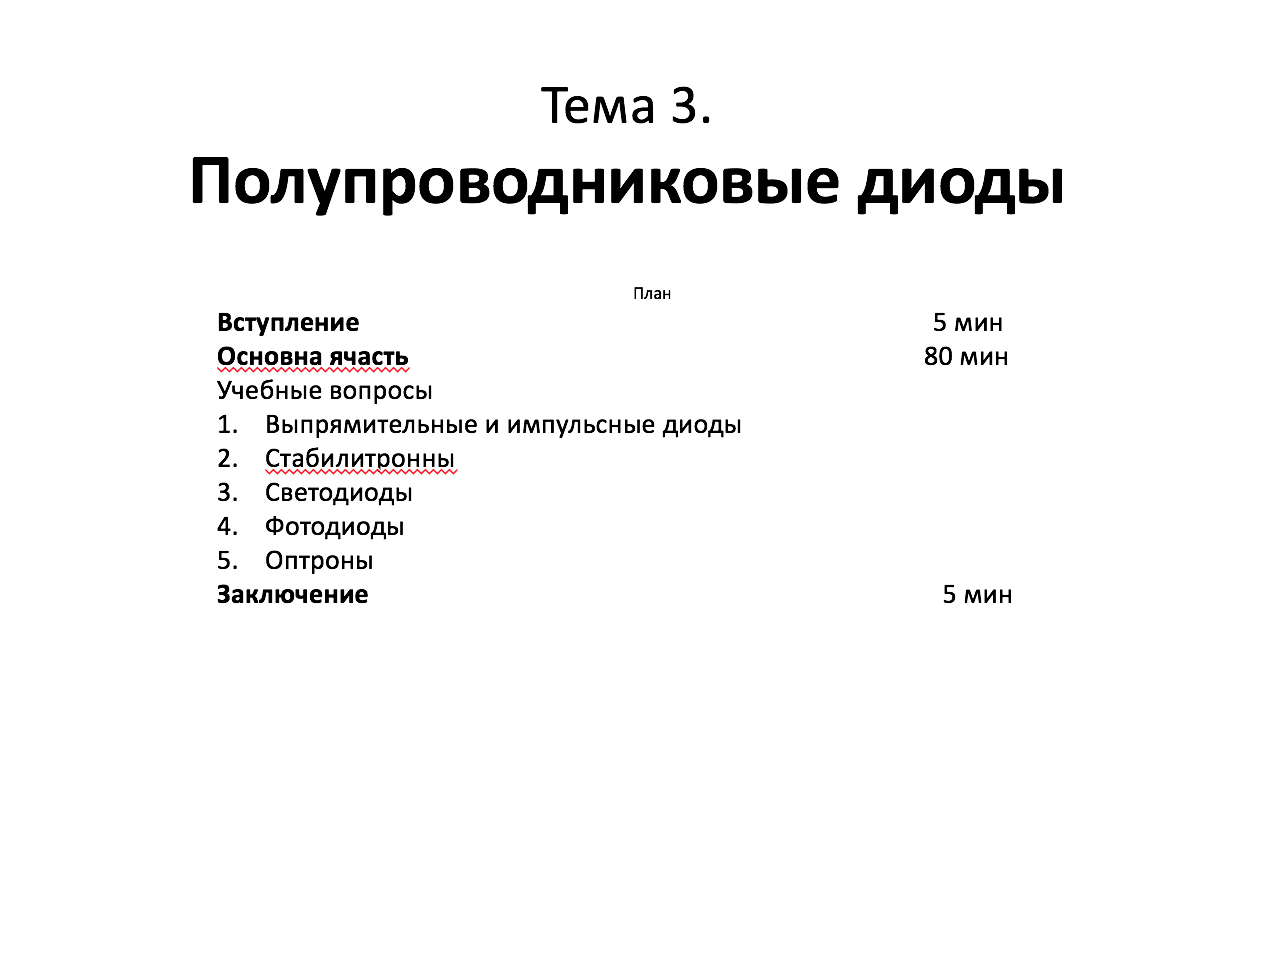 Тема 3.
Полупроводниковые диоды
План
Вступление 5 мин
Основна ячасть 80 мин
Учебные вопросы
1. Выпрямительные и импульсные диоды
2. Стабилитронны
3. Светодиоды
4. Фотодиоды
5. Оптроны
Заключение 5 мин